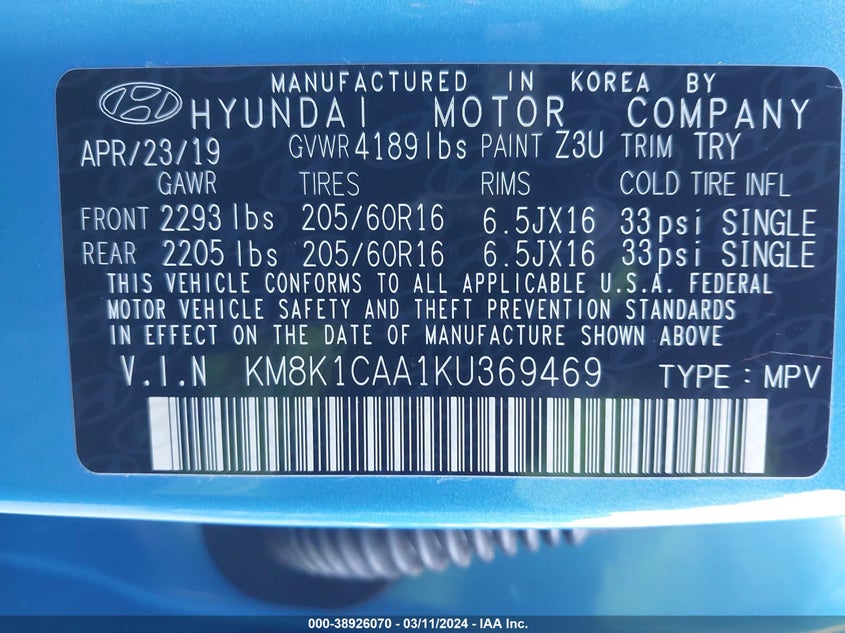 MANUFACTURED IN KOREA BY
HYUNDAI MOTOR COMPANY
APR/23/19 GVWR 4189lbs PAINT Z3U TRIM TRY
GAWR TIRES RIMS COLD TIRE INFL
FRONT 2293 lbs 205/60R16 6.5JX16 33psi SINGLE
REAR 2205 lbs 205/60R16 6.5JX16 33psi SINGLE
THIS VEHICLE CONFORMS TO ALL APPLICABLE U.S.A. FEDERAL
MOTOR VEHICLE SAFETY AND THEFT PREVENTION STANDARDS
IN EFFECT ON THE DATE OF MANUFACTURE SHOWN ABOVE
V.I.N KM8K1CAA1KU369469 TYPE : MPV
000-38926070 - 03/11/2024 - IAA Inc.